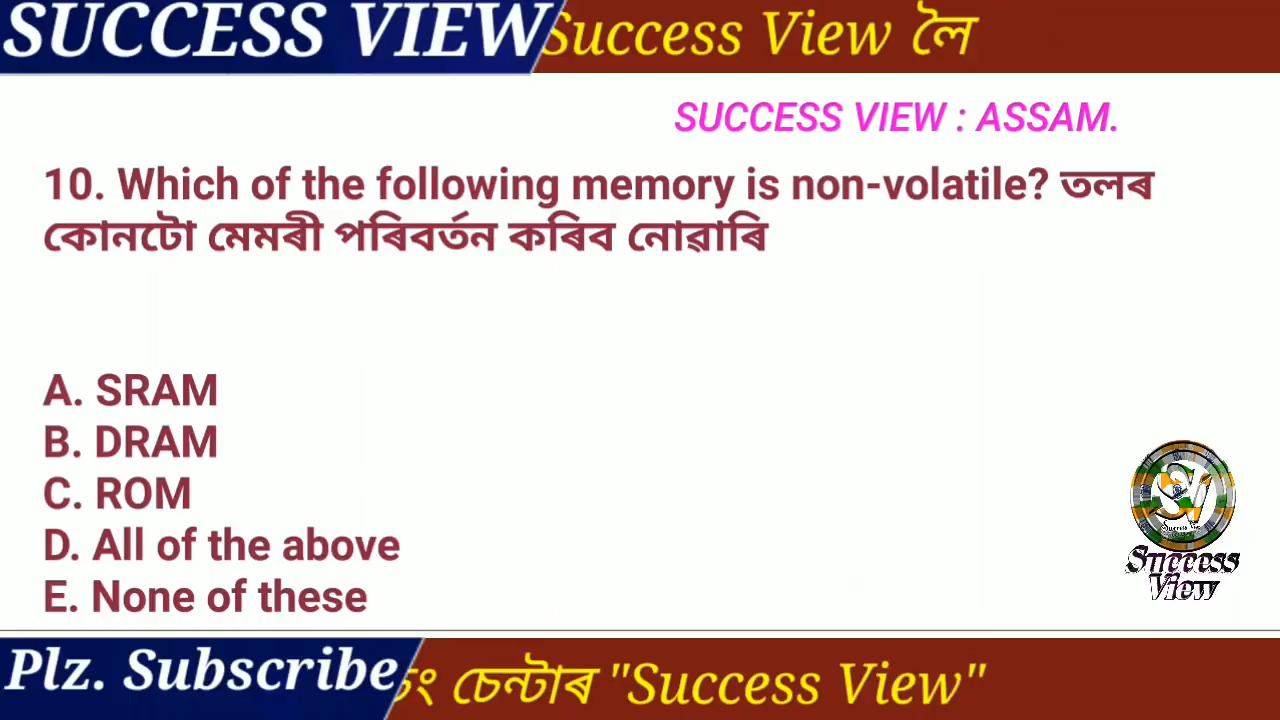 SUCCESS VIEW Success View লৈ
SUCCESS VIEW : ASSAM.
10. Which of the following memory is non-volatile? তলৰ
কোনটো মেমৰী পৰিবৰ্তন কৰিব নোৱাৰি
A. SRAM
B. DRAM
C. ROM
D. All of the above
E. None of these
Success
View
Plz. Subscribe চেন্টাৰ "Success View"